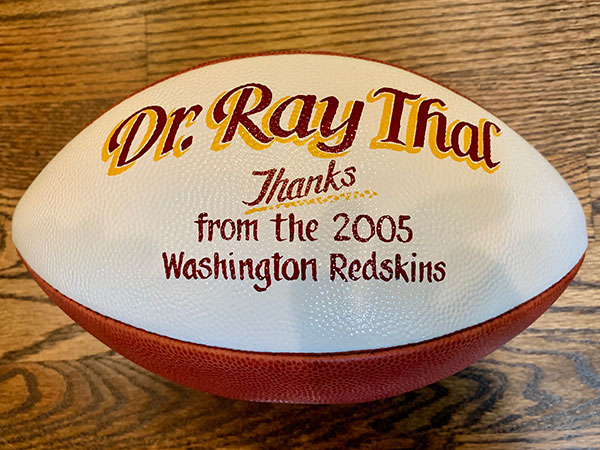 Dr. Ray Thal
Thanks
from the 2005
Washington Redskins